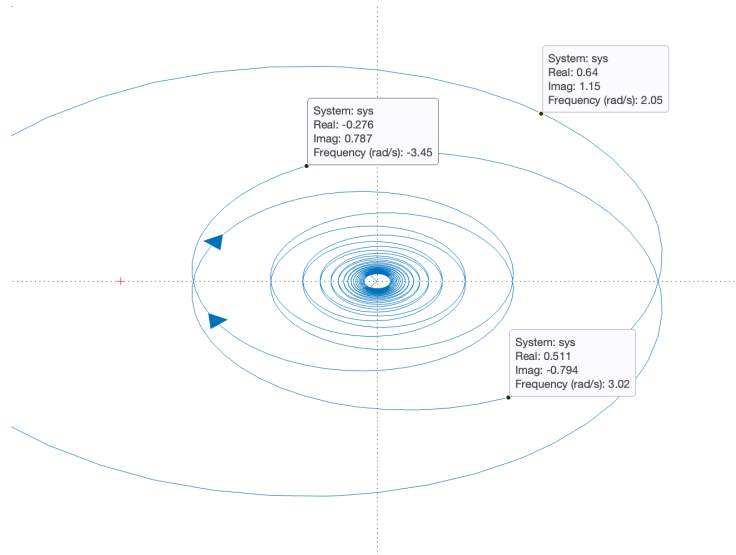 System: sys
Real: 0.64
Imag: 1.15
Frequency (rad/s): 2.05
System: sys
Real: -0.276
Imag: 0.787
Frequency (rad/s): -3.45
System: sys
Real: 0.511
Imag: -0.794
Frequency (rad/s): 3.02